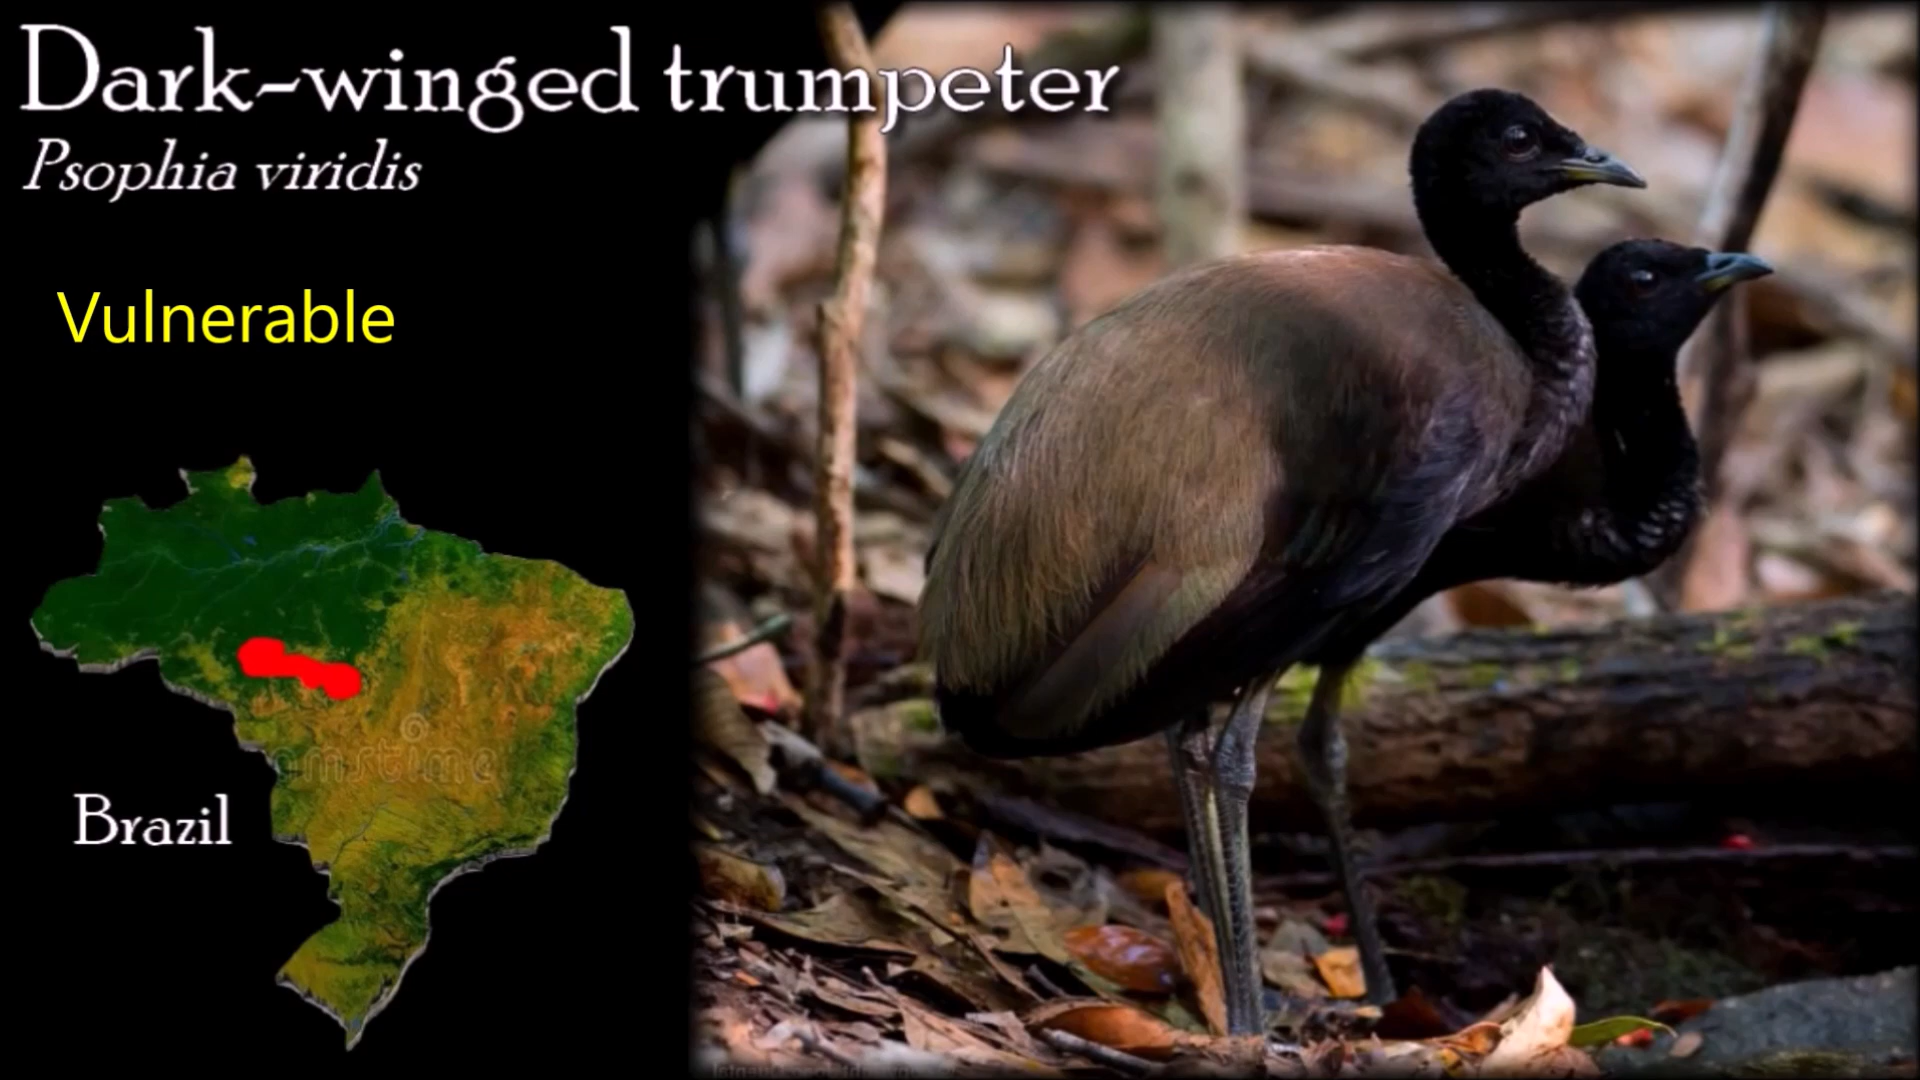 Dark-winged trumpeter
Psophia viridis
Vulnerable
Brazil